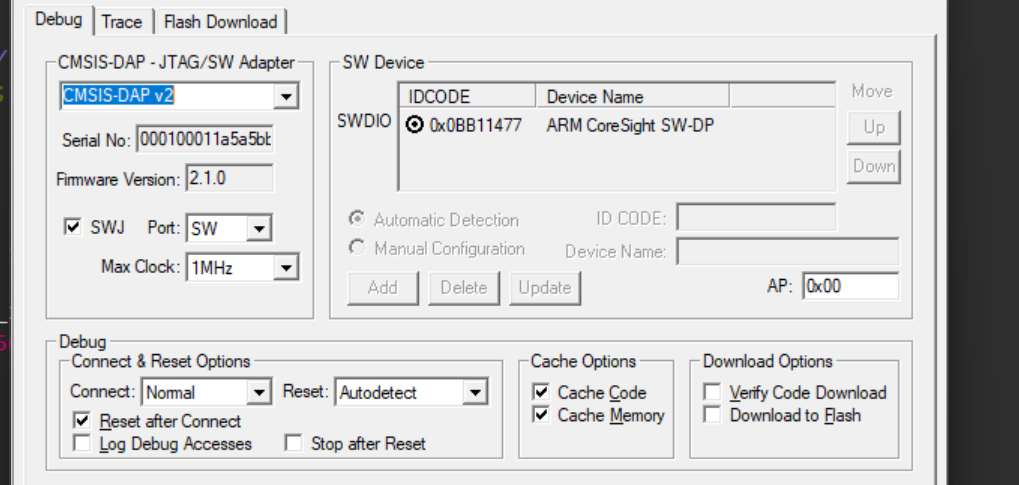 Debug Trace Flash Download
CMSIS-DAP - JTAG/SW Adapter
CMSIS-DAP v2
Serial No: 000100011a5a5bb
Firmware Version: 2.1.0
SWJ Port: SW
Max Clock: 1MHz
SW Device
IDCODE Device Name
SWDIO 0x0BB11477 ARM CoreSight SW-DP
Move
Up
Down
Automatic Detection ID CODE:
Manual Configuration Device Name:
Add Delete Update AP: 0x00
Debug
Connect & Reset Options
Connect: Normal Reset: Autodetect
Reset after Connect
Log Debug Accesses Stop after Reset
Cache Options
Cache Code
Cache Memory
Download Options
Verify Code Download
Download to Flash